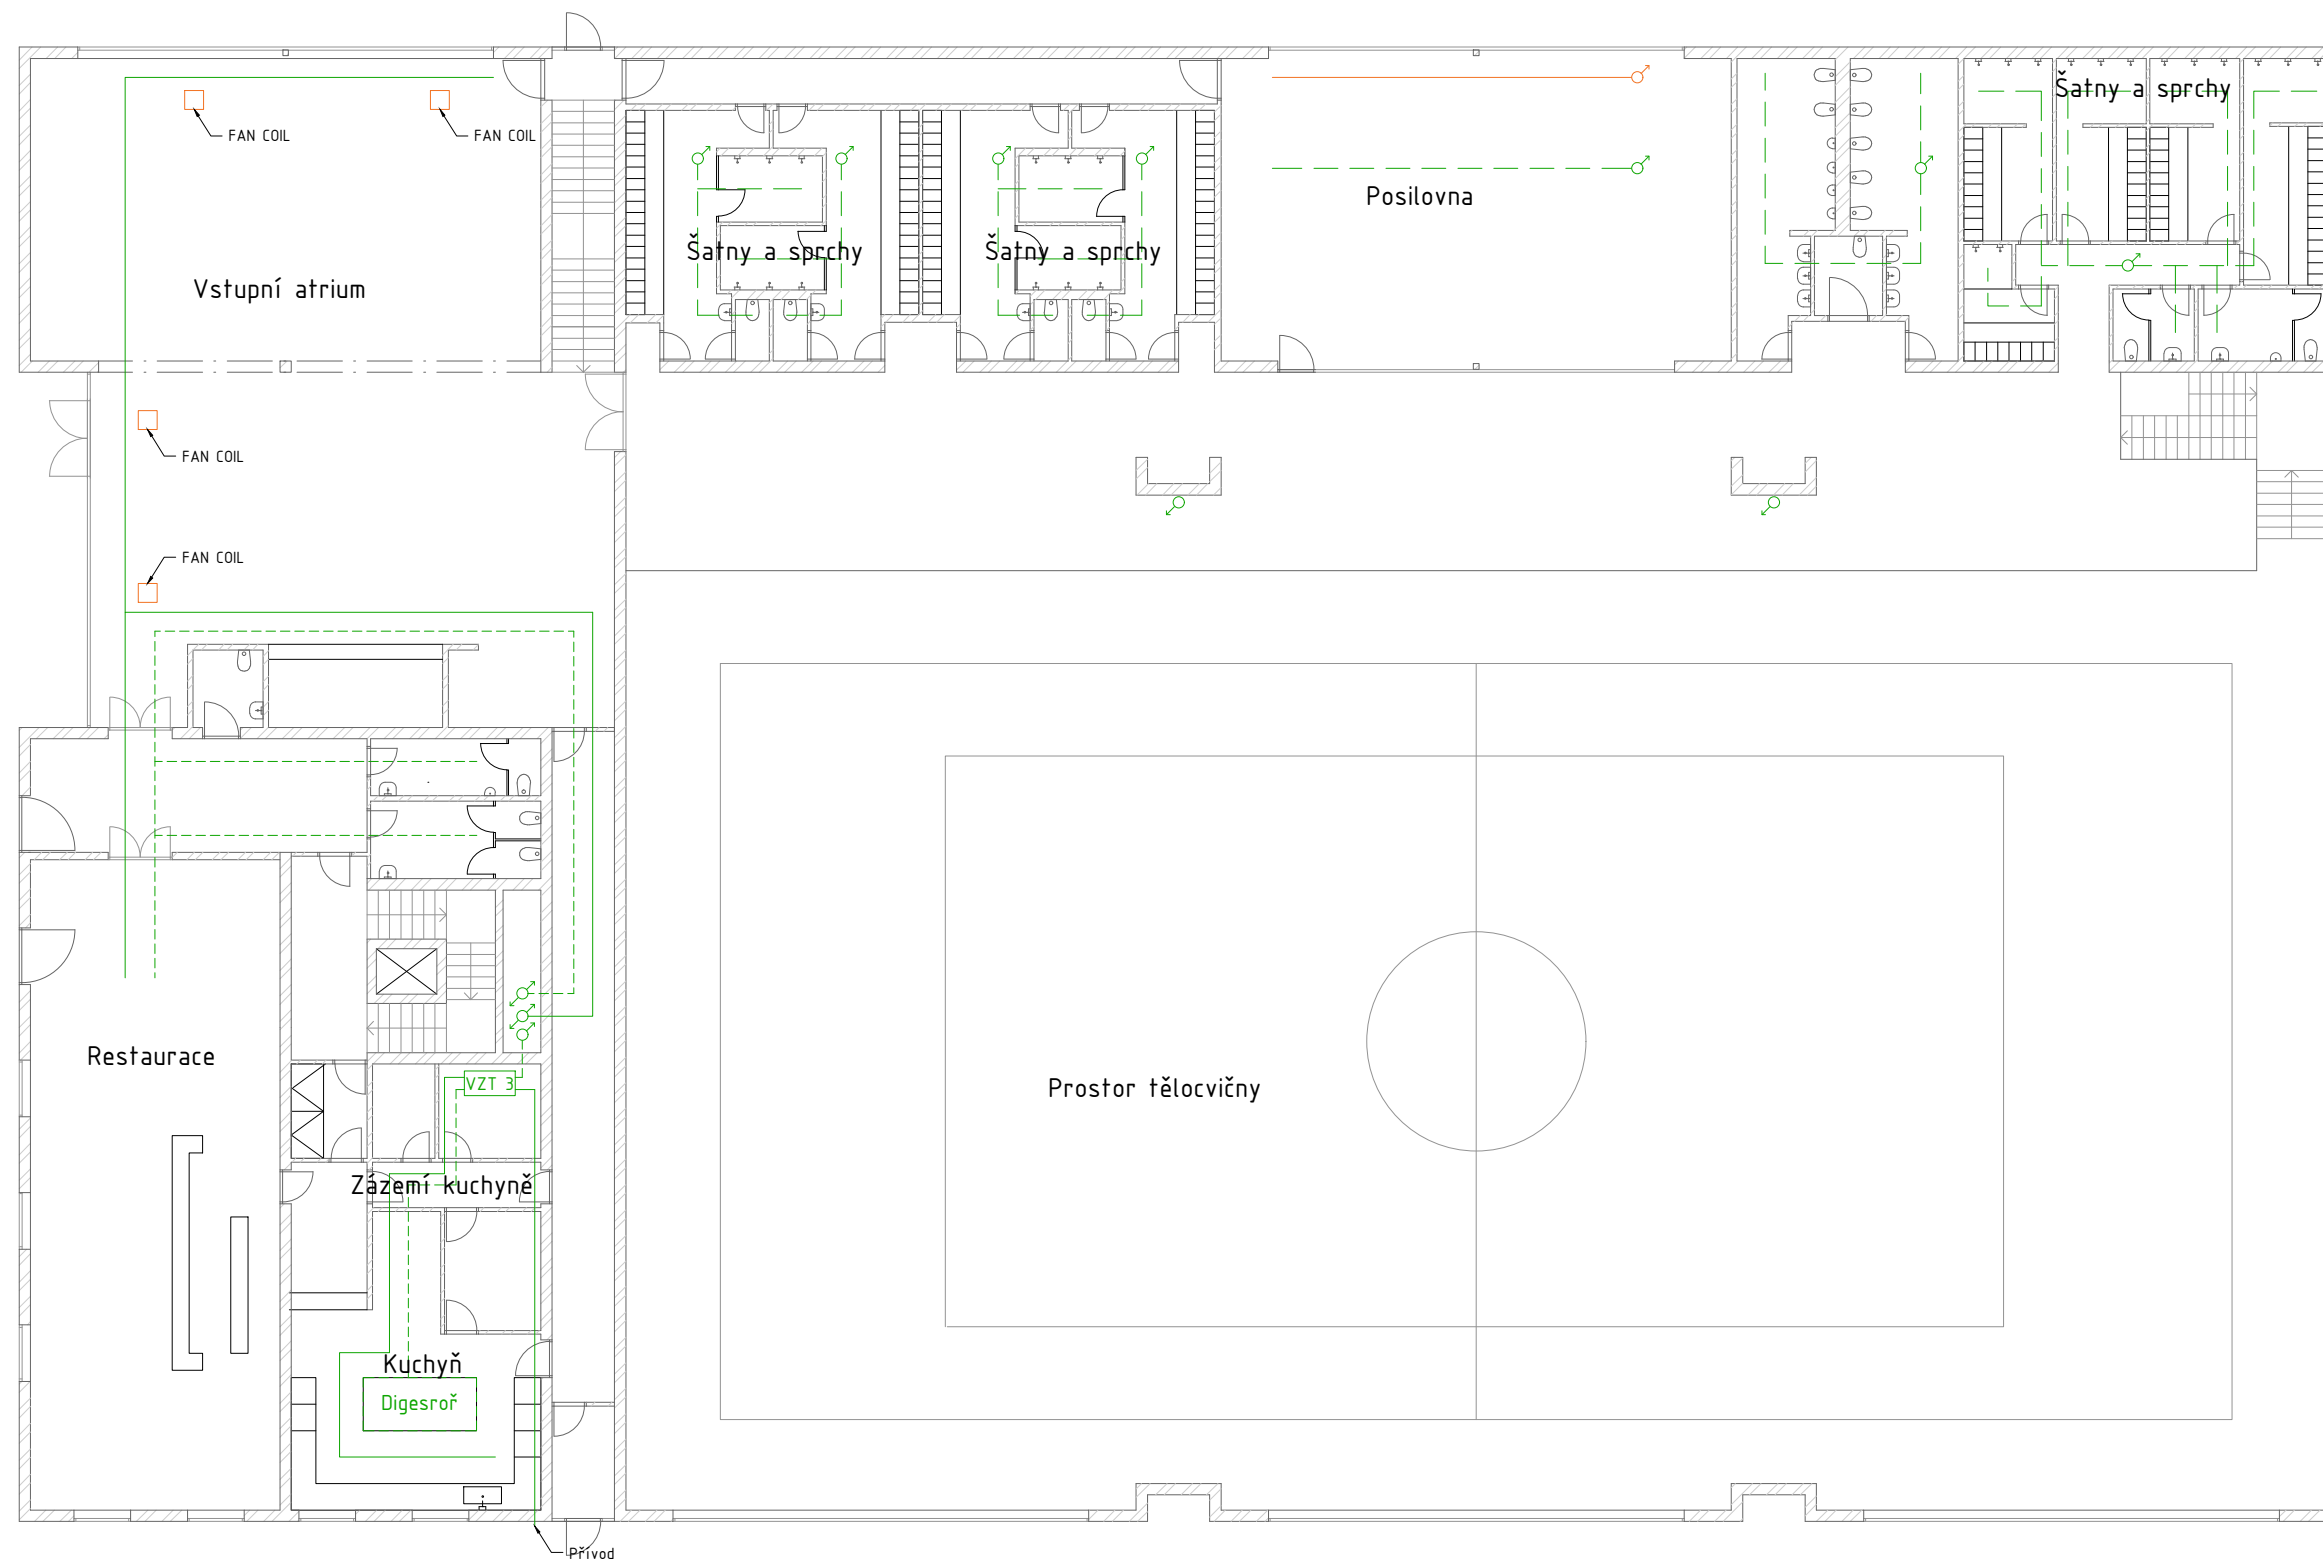 Šatny a sprchy
FAN COIL
FAN COIL
Posilovna
Šatny a sprchy
Šatny a sprchy
Vstupní atrium
FAN COIL
FAN COIL
Restaurace
VZT 3
Prostor tělocvičny
Zázemí kuchyně
Kuchyň
Digesroř
Přívod